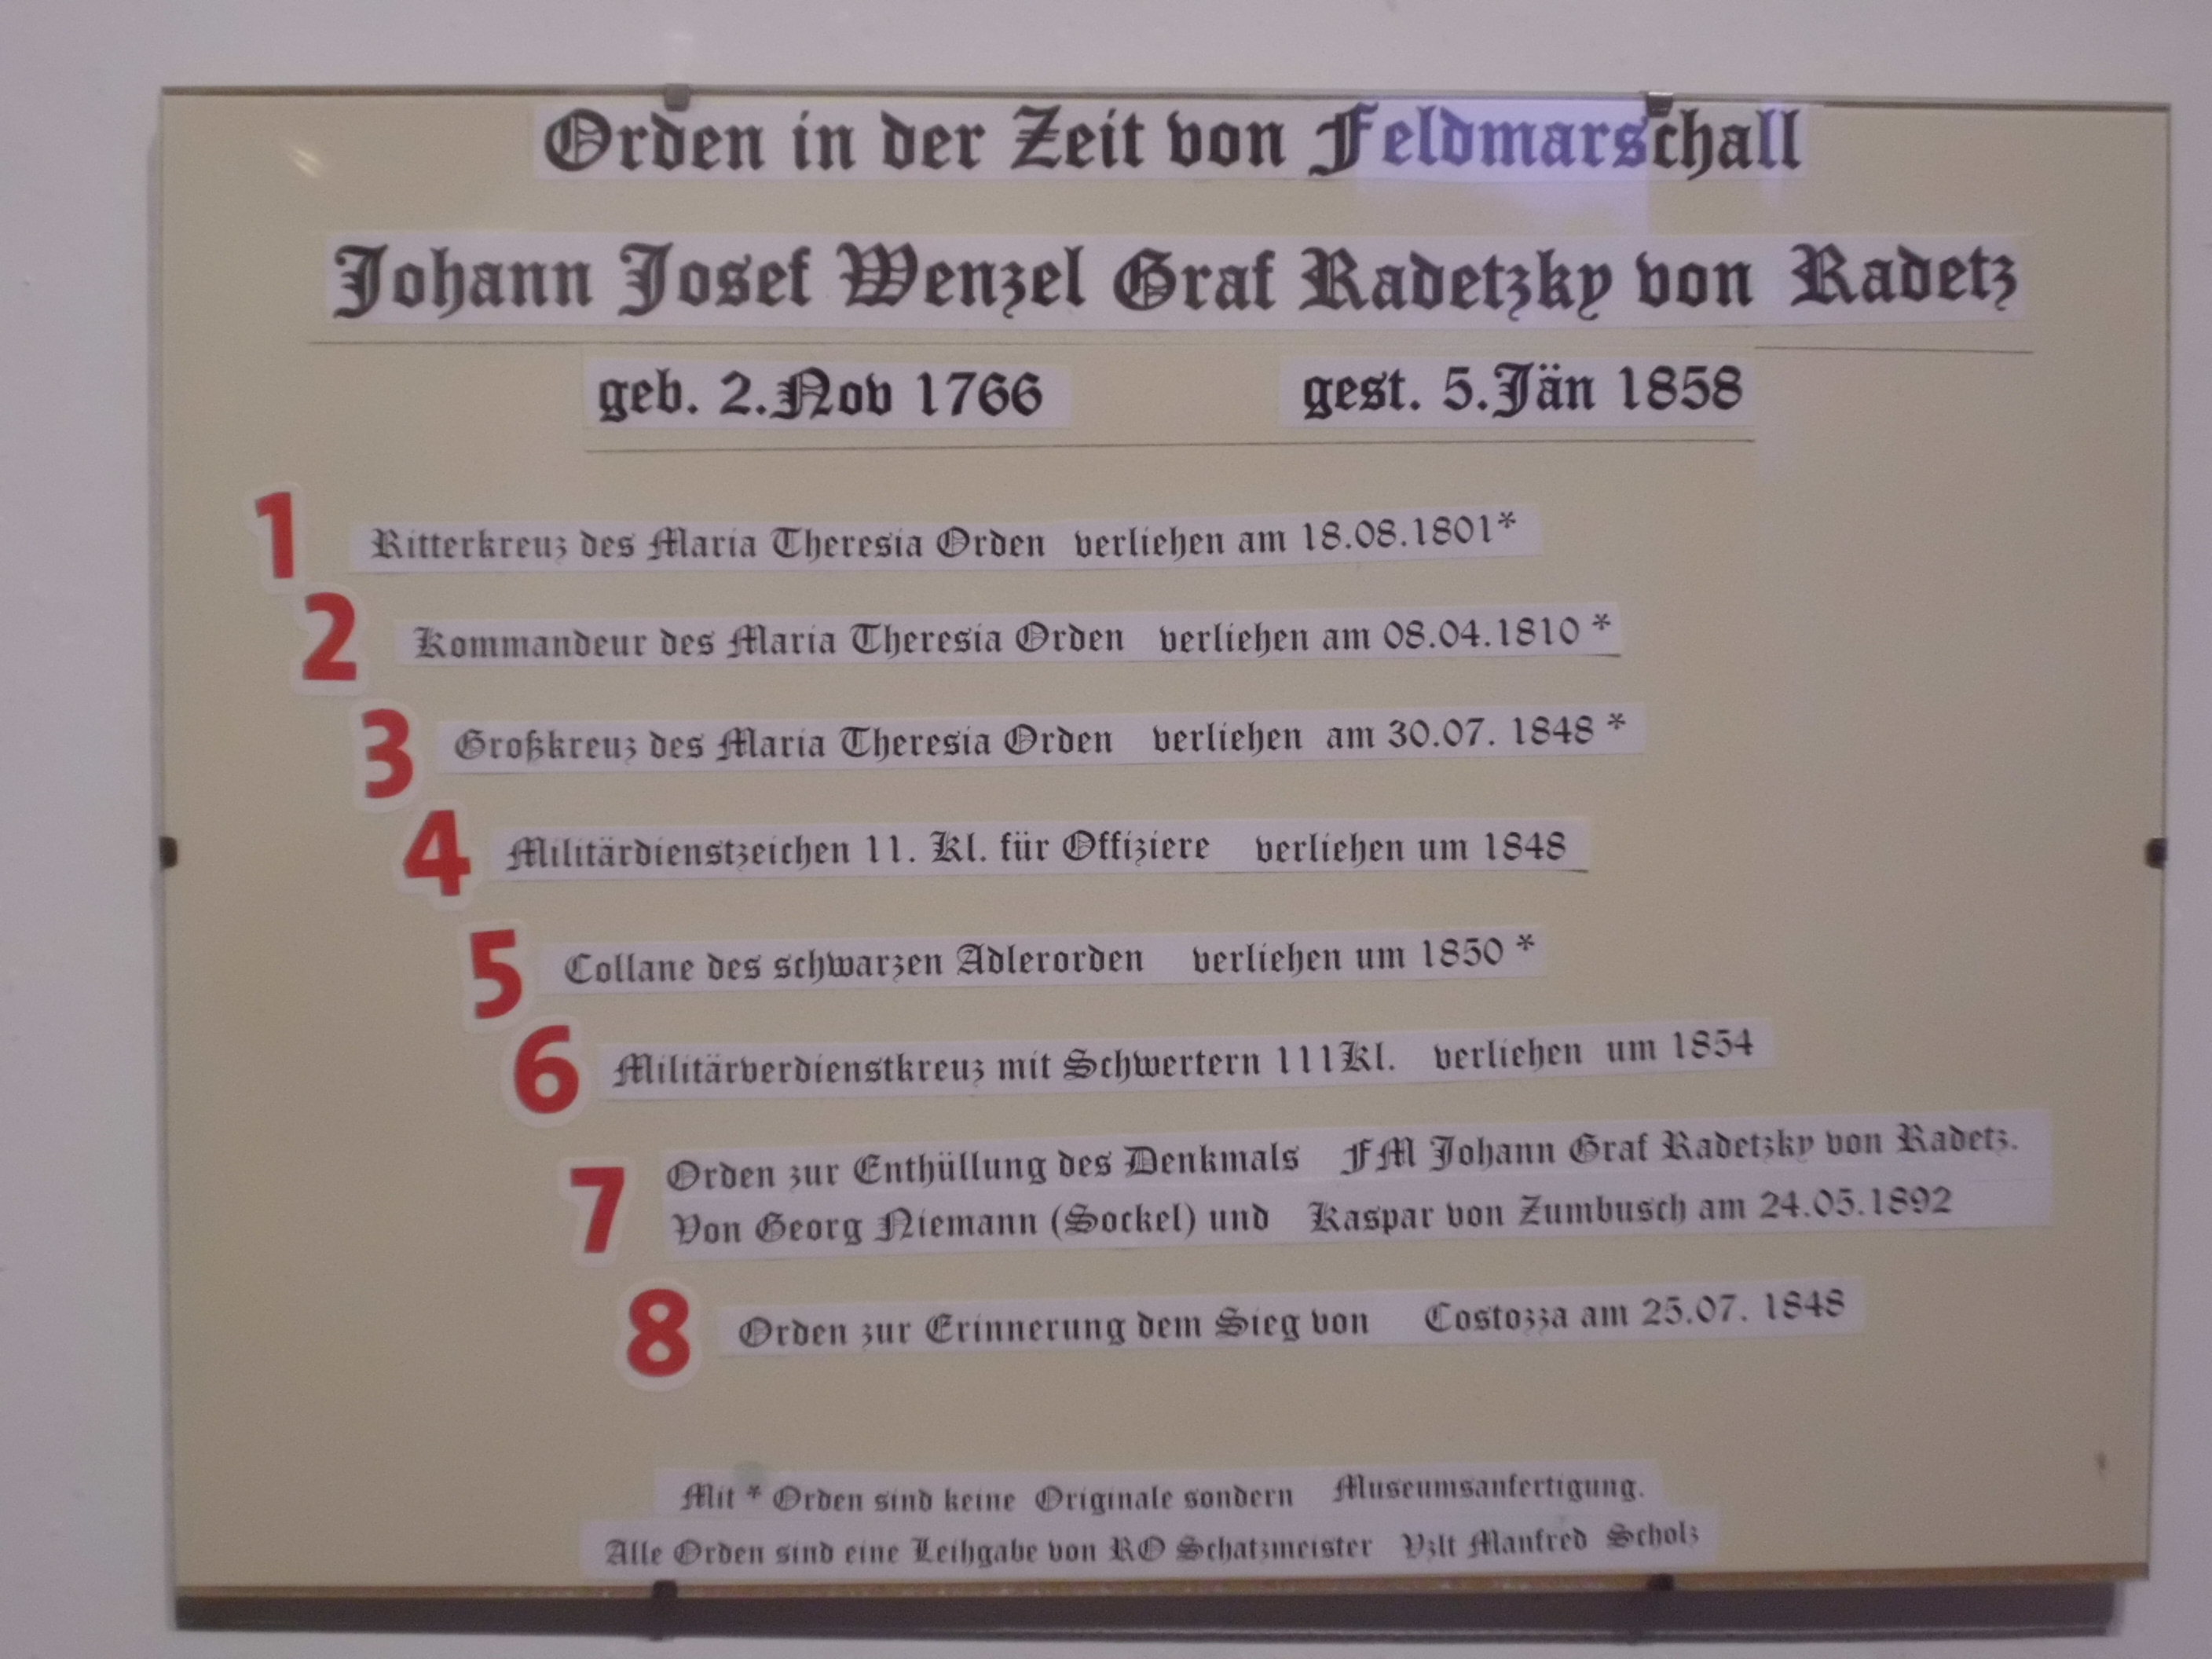 Orden in der Zeit von Feldmarschall
Johann Josef Wenzel Graf Radetzky von Radetz
geb. 2.Nov 1766 gest. 5.Jän 1858
1 Ritterkreuz des Maria Theresia Orden verliehen am 18.08.1801*
2 Kommandeur des Maria Theresia Orden verliehen am 08.04.1810 *
3 Großkreuz des Maria Theresia Orden verliehen am 30.07. 1848 *
4 Militärdienstzeichen 11. Kl. für Offiziere verliehen um 1848
5 Collane des schwarzen Adlerorden verliehen um 1850 *
6 Militärverdienstkreuz mit Schwertern 111Kl. verliehen um 1854
7 Orden zur Enthüllung des Denkmals FM Johann Graf Radetzky von Radetz.
Von Georg Niemann (Sockel) und Kaspar von Zumbusch am 24.05.1892
8 Orden zur Erinnerung dem Sieg von Costozza am 25.07. 1848
Mit * Orden sind keine Originale sondern Museumsanfertigung.
Alle Orden sind eine Leihgabe von RO Schatzmeister Vzlt Manfred Scholz